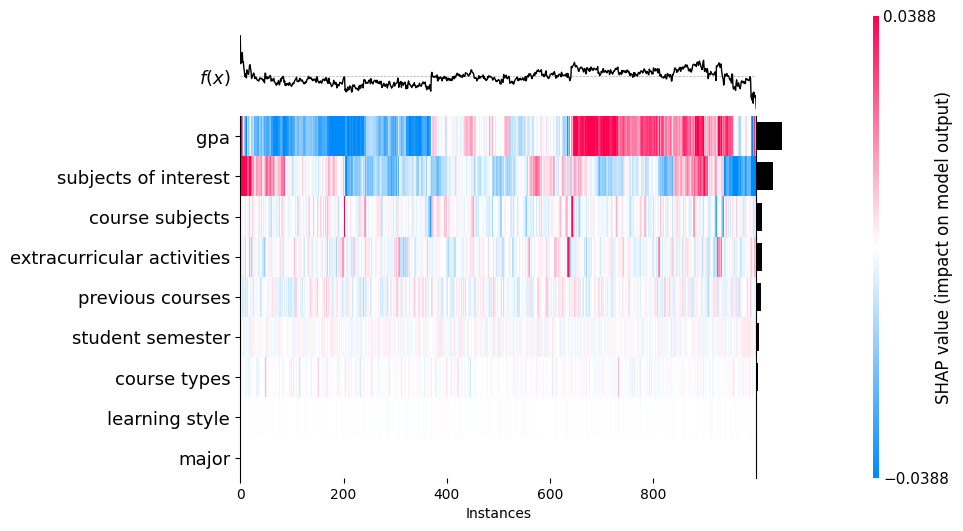 0.0388
f(x)
gpa
subjects of interest
course subjects
extracurricular activities
previous courses
student semester
course types
learning style
major
0 200 400 600 800
Instances
SHAP value (impact on model output)
−0.0388